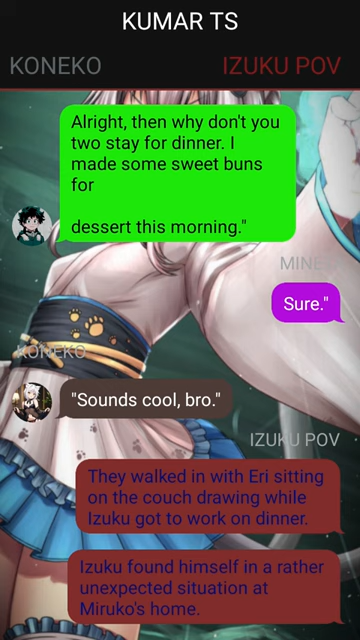 KUMAR TS
KONEKO
IZUKU POV
Alright, then why don't you
two stay for dinner. I
made some sweet buns
for
dessert this morning."
MINE
Sure."
KONEKO
"Sounds cool, bro."
IZUKU POV
They walked in with Eri sitting
on the couch drawing while
Izuku got to work on dinner.
Izuku found himself in a rather
unexpected situation at
Miruko's home.